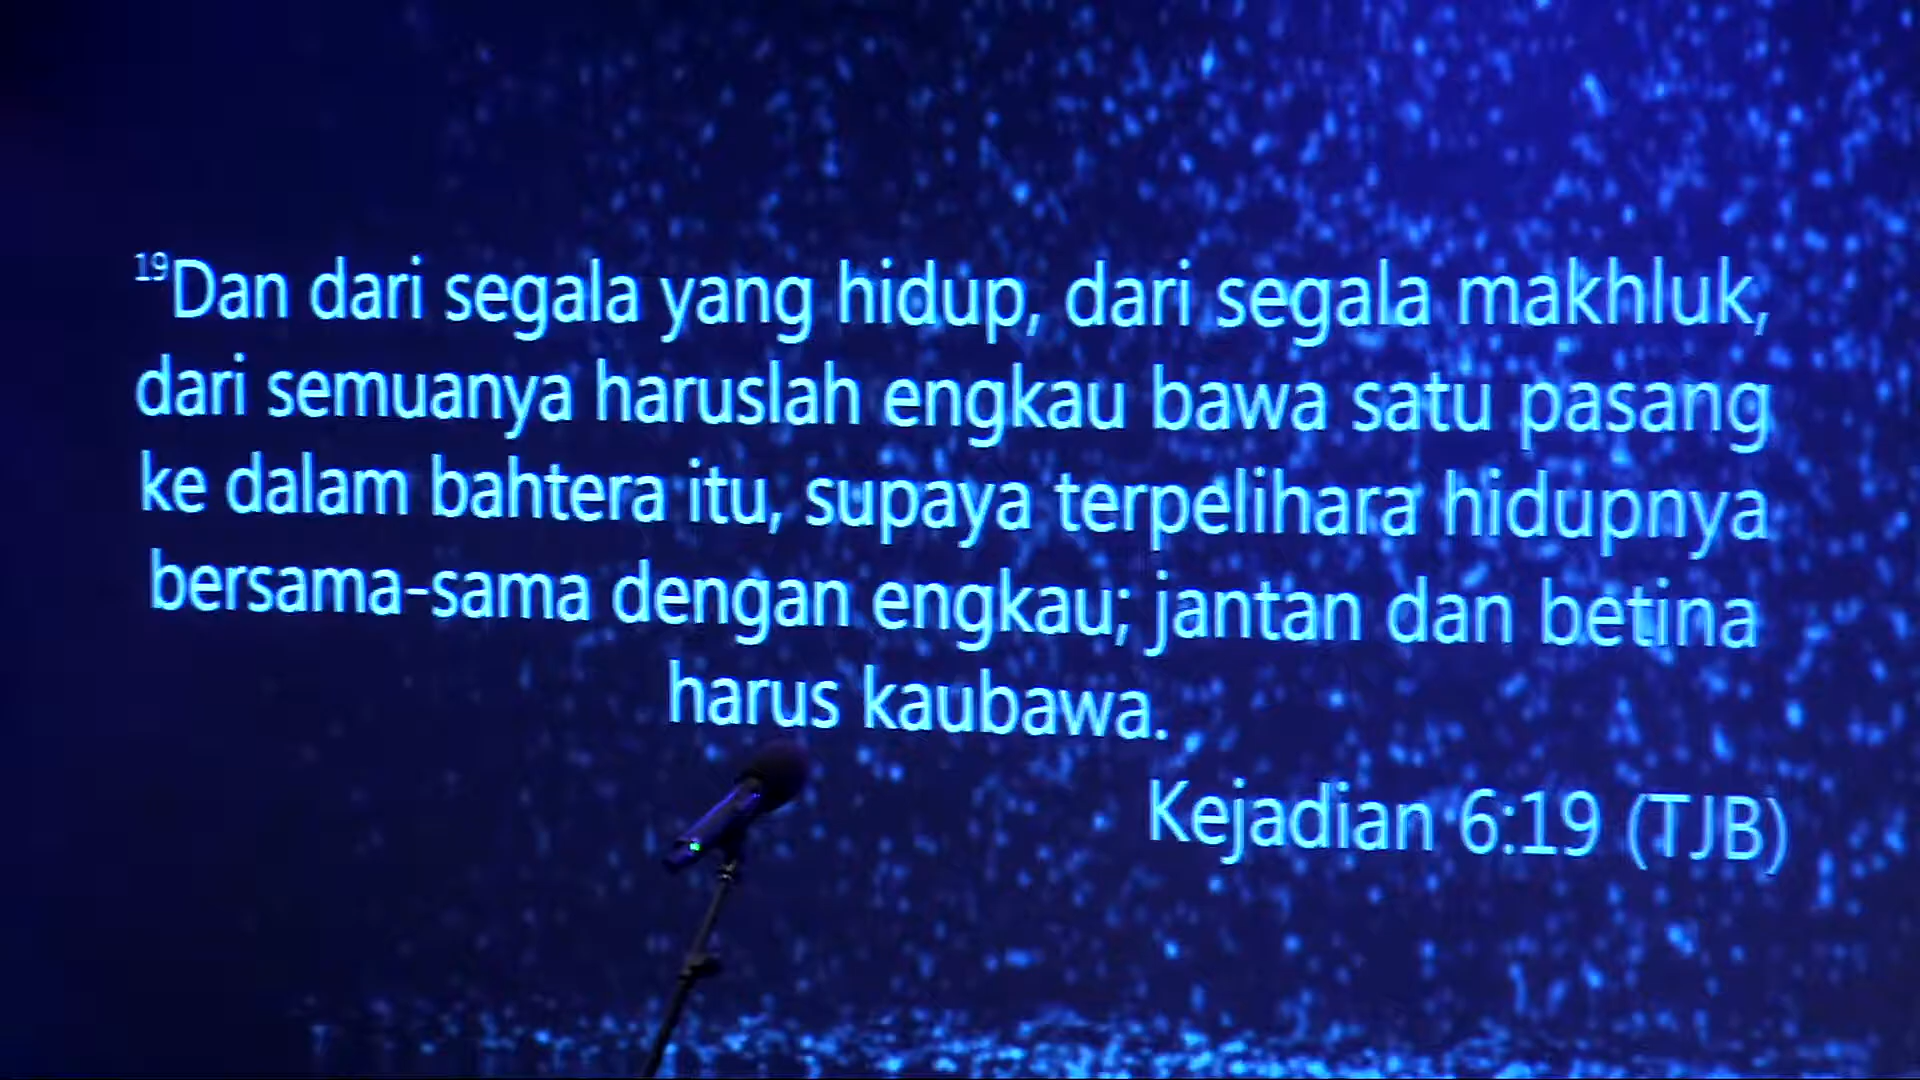 19Dan dari segala yang hidup, dari segala makhluk,
dari semuanya haruslah engkau bawa satu pasang
ke dalam bahtera itu, supaya terpelihara hidupnya
bersama-sama dengan engkau; jantan dan betina
harus kaubawa.
Kejadian 6:19 (TJB)